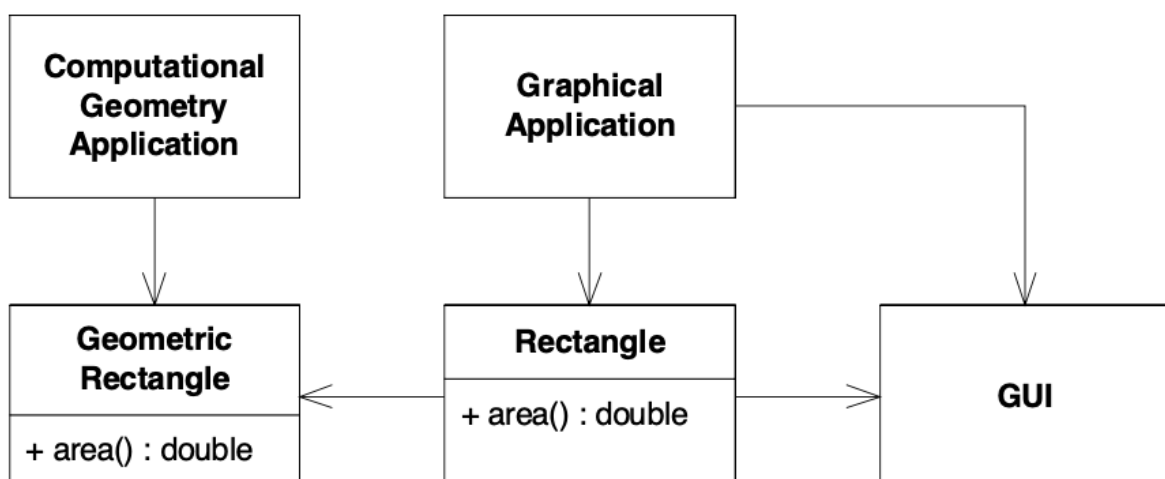 Computational
Geometry
Application
Graphical
Application
Geometric
Rectangle
+ area() : double
Rectangle
+ area() : double
GUI